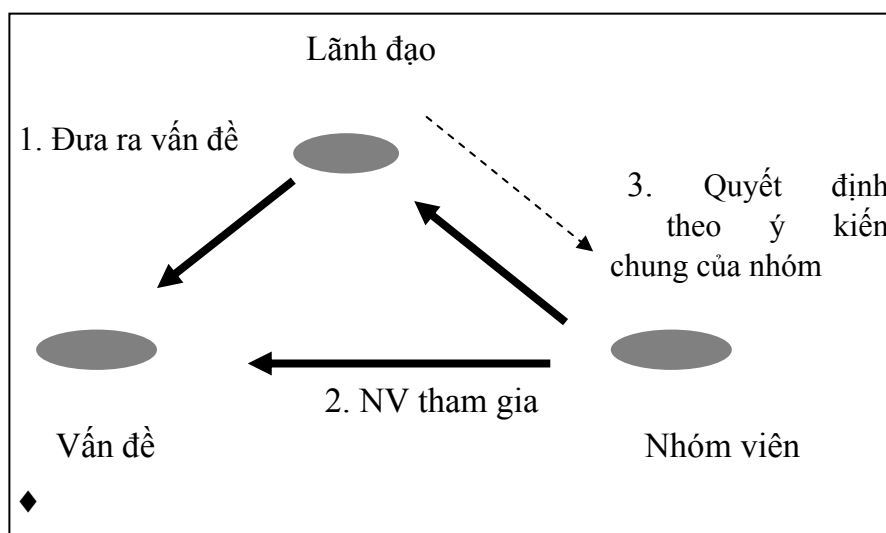 Lãnh đạo
1. Đưa ra vấn đề
3. Quyết định
theo ý kiến
chung của nhóm
2. NV tham gia
Vấn đề
Nhóm viên